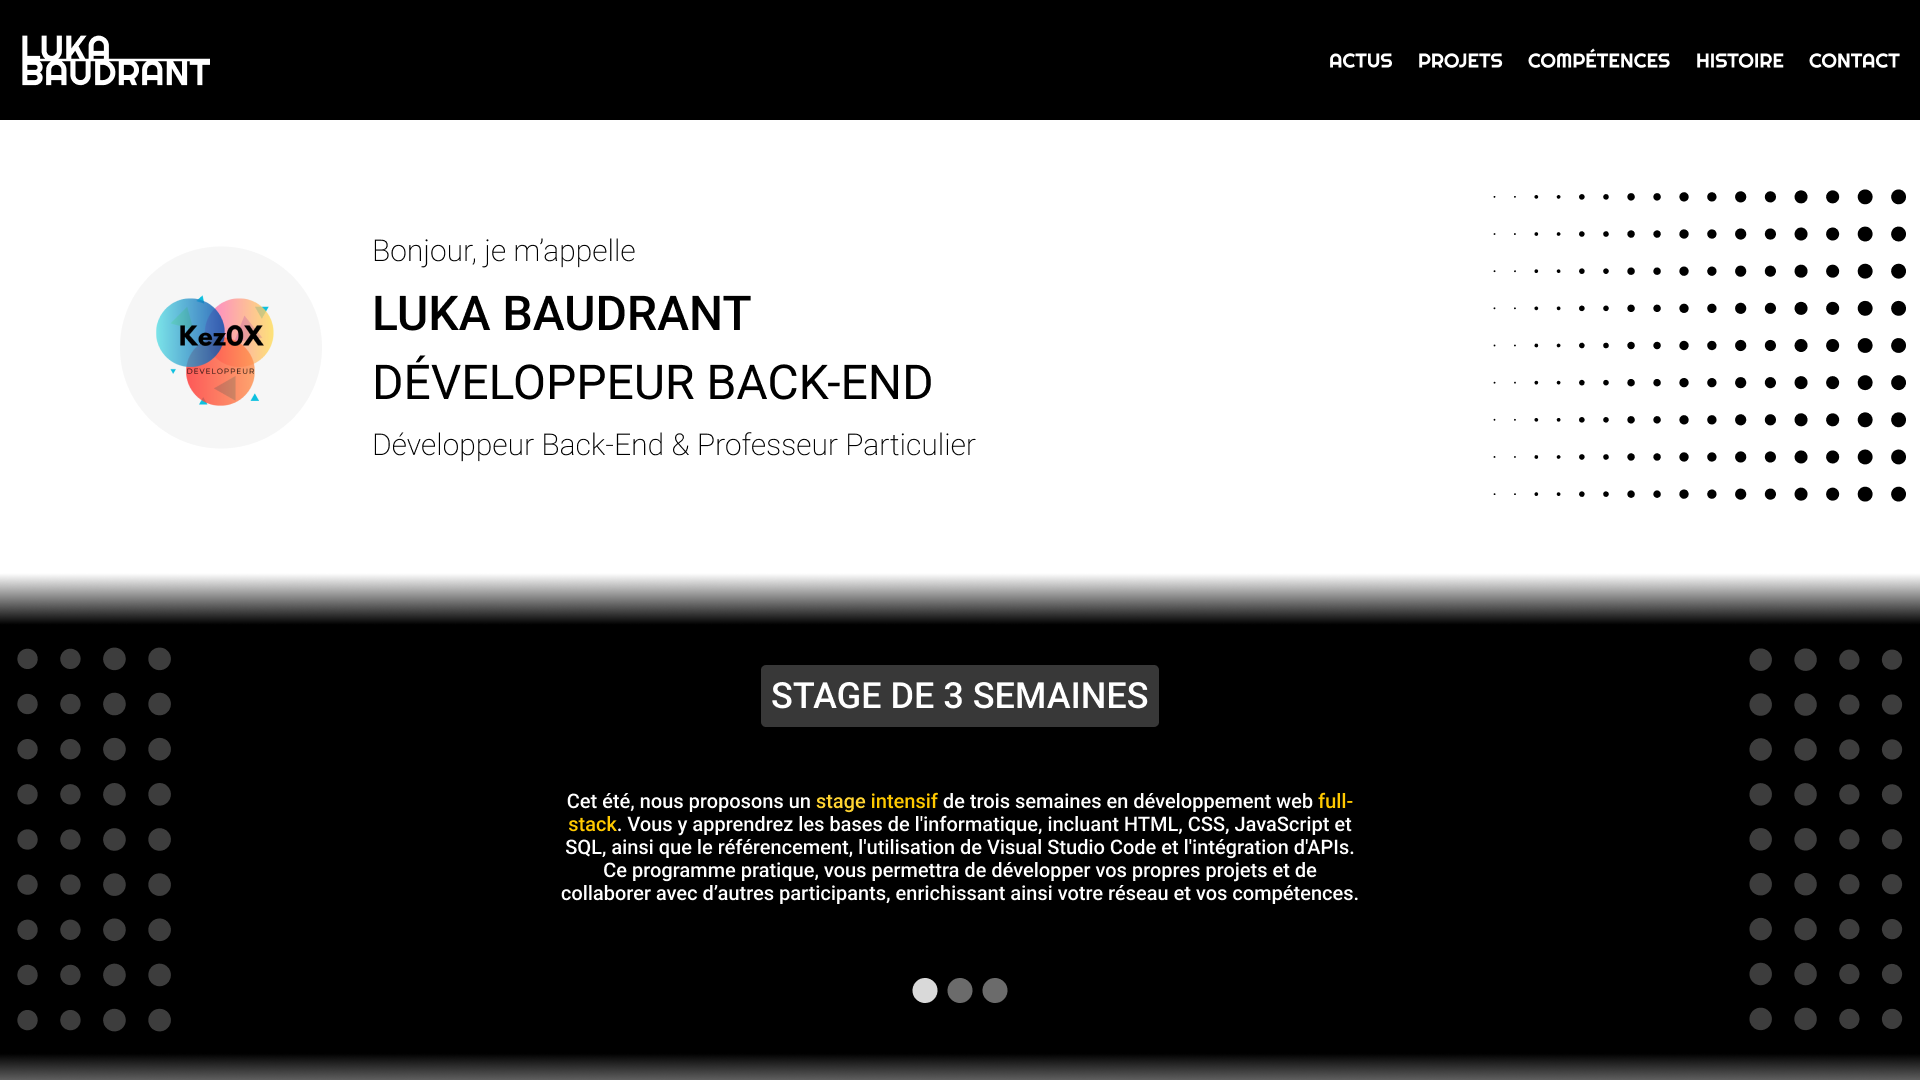 LUKA
BAUDRANT
ACTUS PROJETS COMPÉTENCES HISTOIRE CONTACT
Bonjour, je m’appelle
LUKA BAUDRANT
DÉVELOPPEUR BACK-END
Développeur Back-End & Professeur Particulier
Kez0X
DÉVELOPPEUR
STAGE DE 3 SEMAINES
Cet été, nous proposons un stage intensif de trois semaines en développement web full-
stack. Vous y apprendrez les bases de l'informatique, incluant HTML, CSS, JavaScript et
SQL, ainsi que le référencement, l'utilisation de Visual Studio Code et l'intégration d'APIs.
Ce programme pratique, vous permettra de développer vos propres projets et de
collaborer avec d’autres participants, enrichissant ainsi votre réseau et vos compétences.